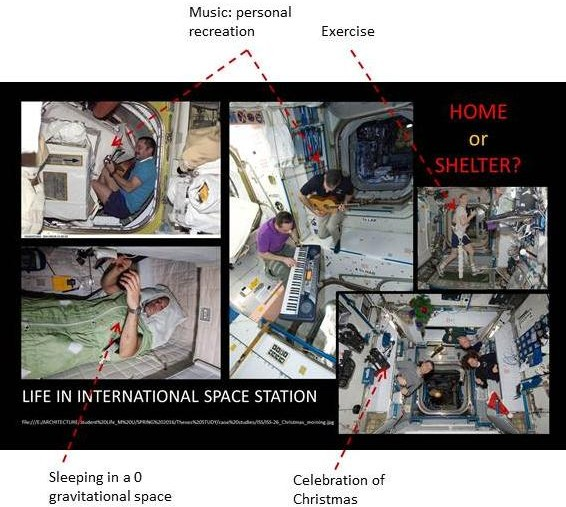 Music: personal
recreation
Exercise
HOME
or
SHELTER?
LIFE IN INTERNATIONAL SPACE STATION
Sleeping in a 0
gravitational space
Celebration of
Christmas